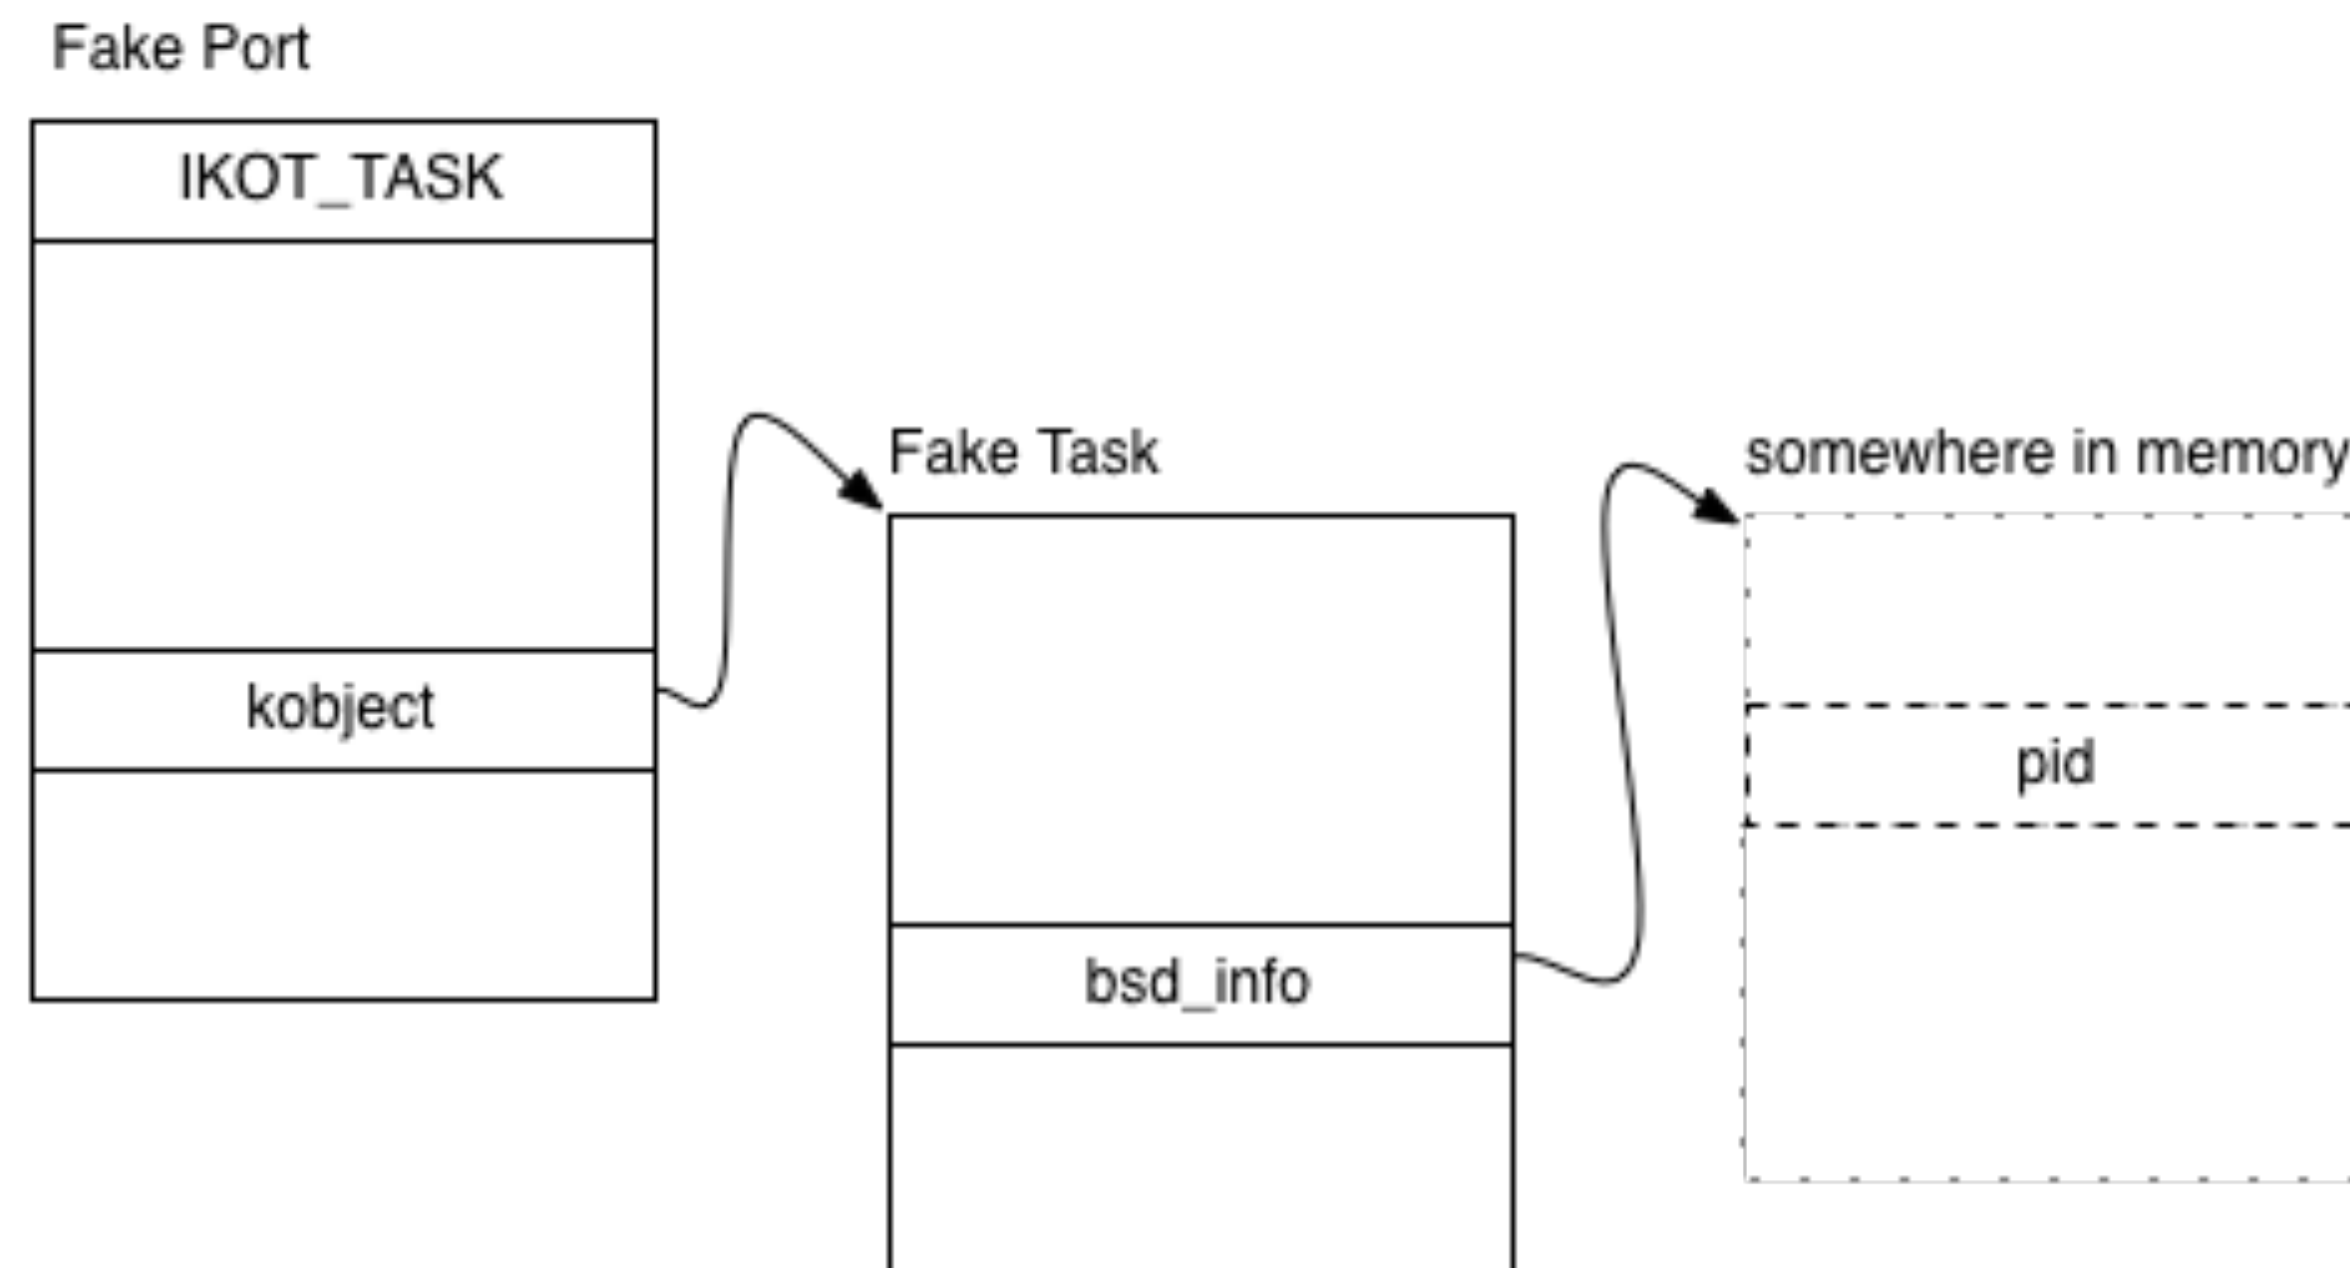 Fake Port
IKOT_TASK
kobject
Fake Task
bsd_info
somewhere in memory
pid